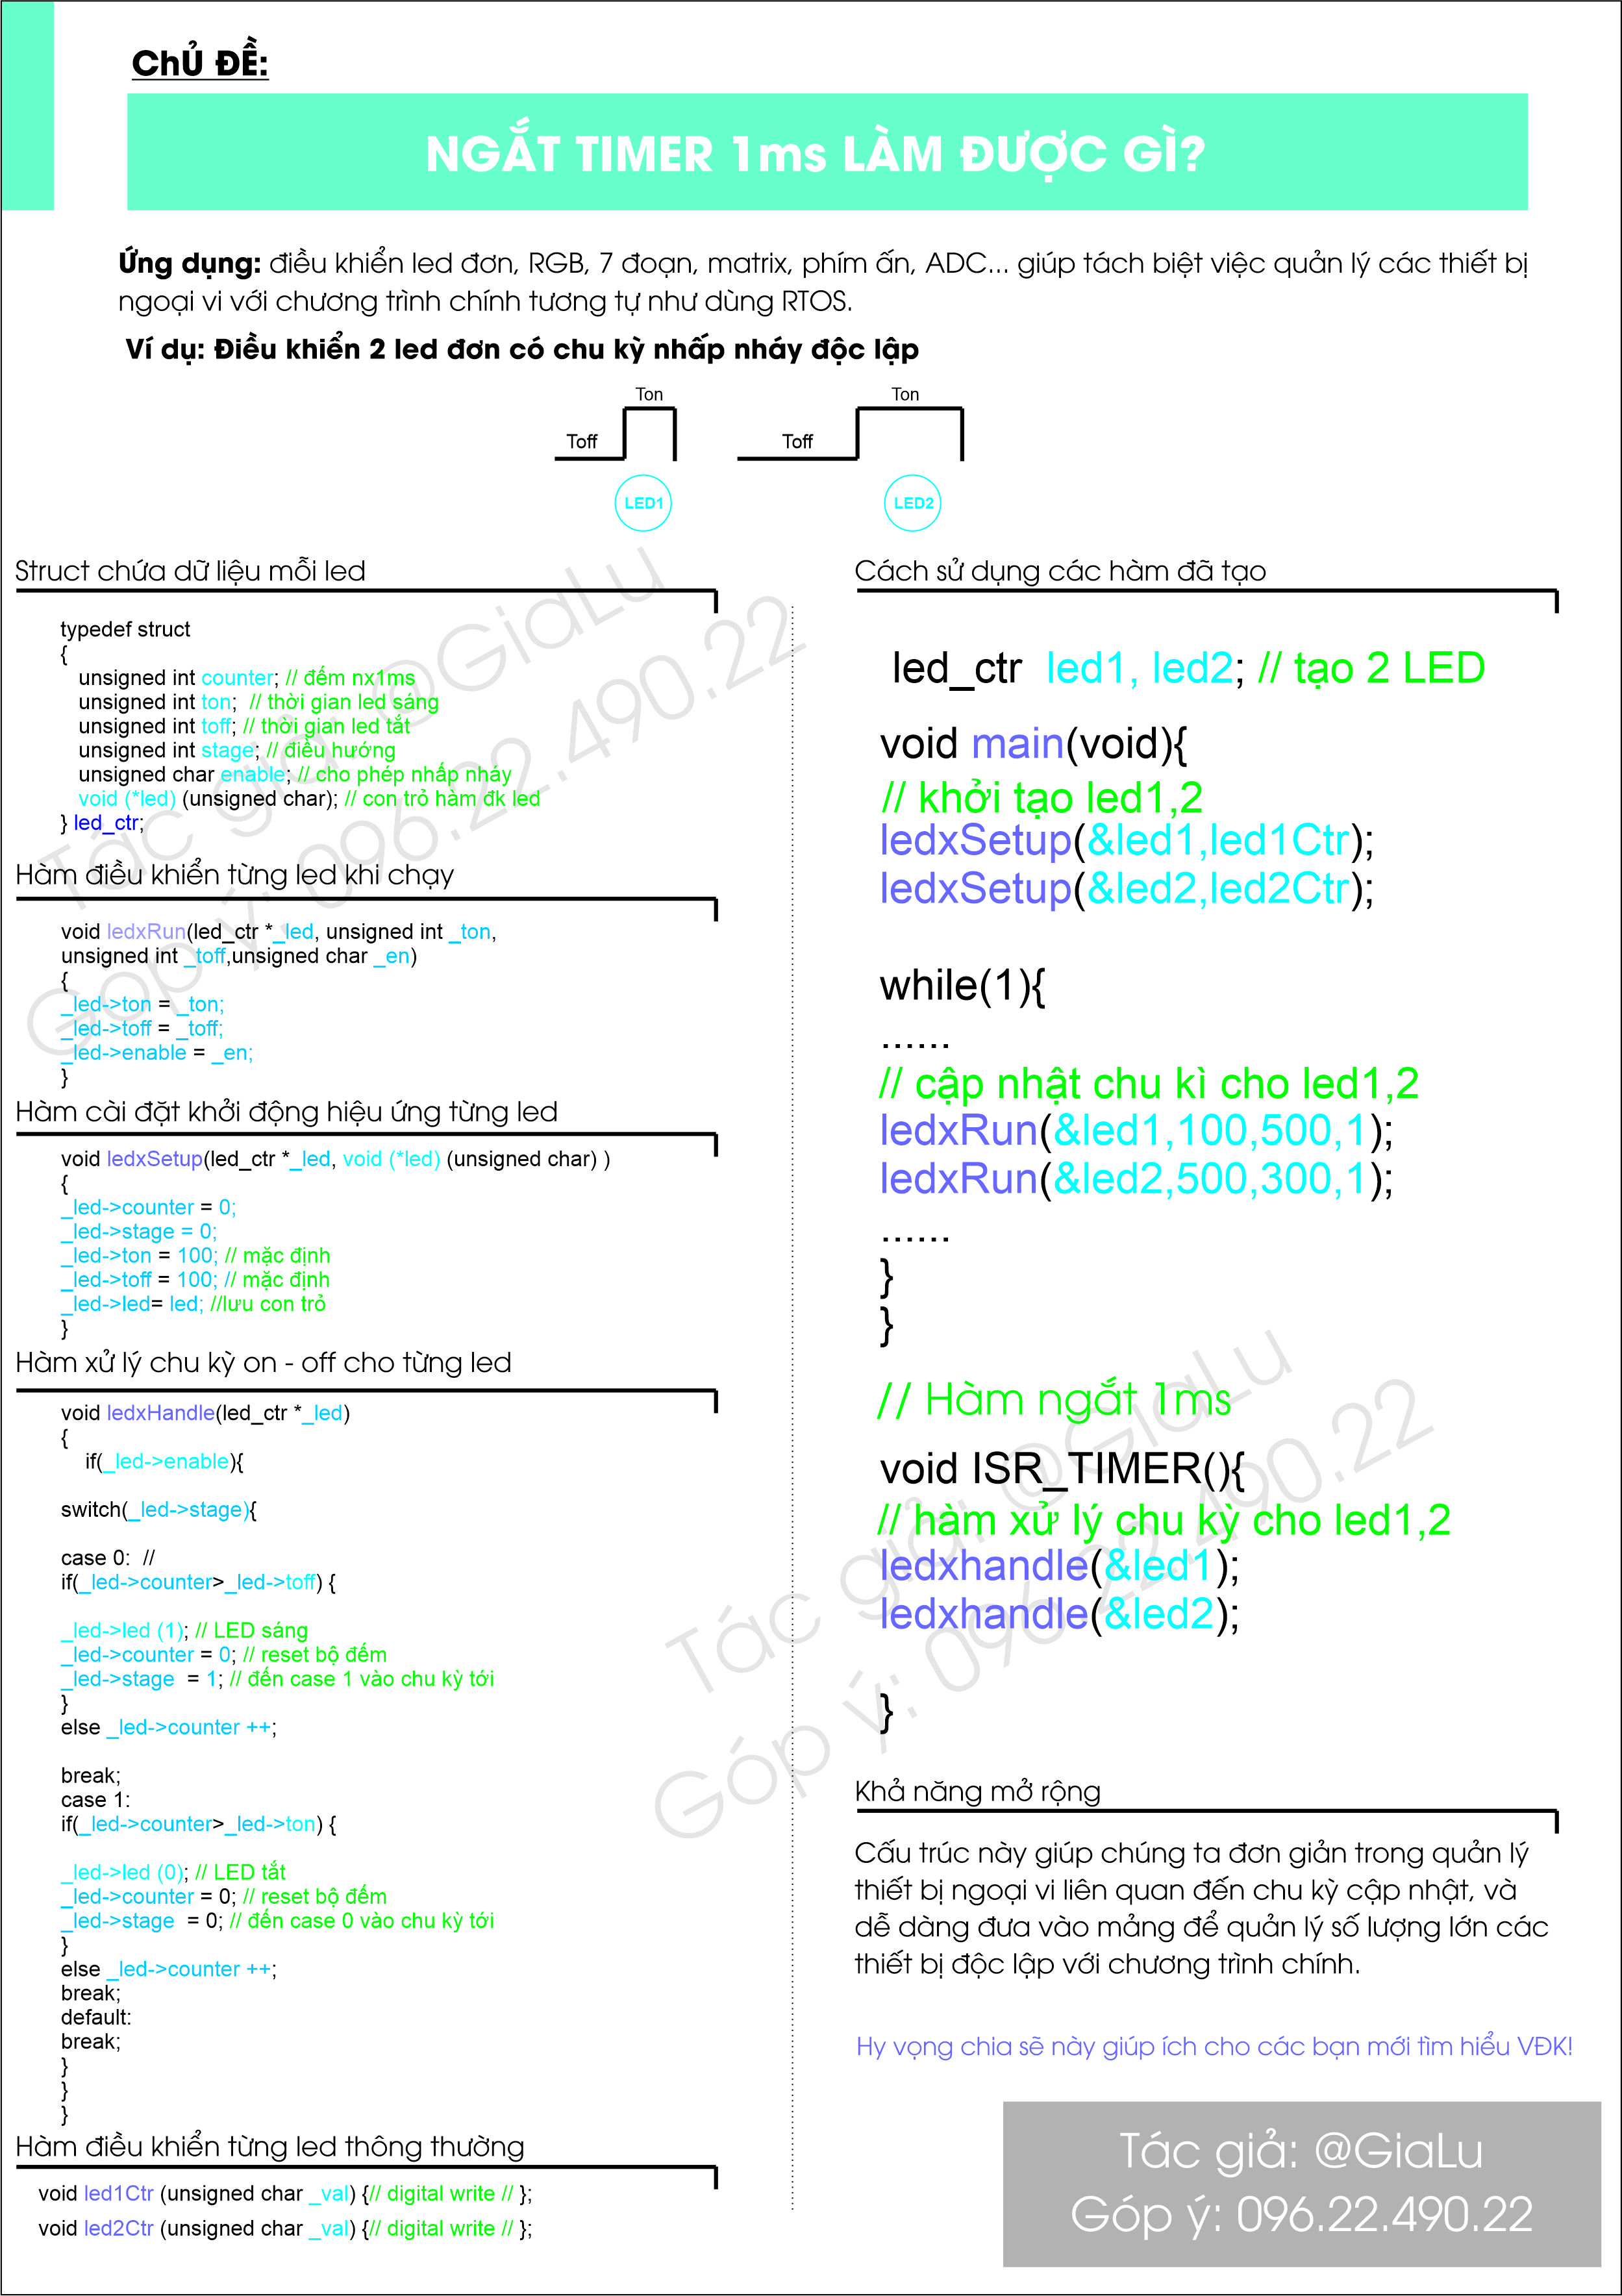 ChỦ ĐỀ:
NGẮT TIMER 1ms LÀM ĐƯỢC GÌ?
Ứng dụng: điều khiển led đơn, RGB, 7 đoạn, matrix, phím ấn, ADC... giúp tách biệt việc quản lý các thiết bị
ngoại vi với chương trình chính tương tự như dùng RTOS.
Ví dụ: Điều khiển 2 led đơn có chu kỳ nhấp nháy độc lập
Ton
Toff
LED1
Ton
Toff
LED2
Struct chứa dữ liệu mỗi led
typedef struct
{
unsigned int counter; // đếm nx1ms
unsigned int ton;  // thời gian led sáng
unsigned int toff; // thời gian led tắt
unsigned int stage; // điều hướng
unsigned char enable; // cho phép nhấp nháy
void (*led) (unsigned char); // con trỏ hàm đk led
} led_ctr;
Hàm điều khiển từng led khi chạy
void ledxRun(led_ctr *_led, unsigned int _ton,
unsigned int _toff,unsigned char _en)
{
_led->ton = _ton;
_led->toff = _toff;
_led->enable = _en;
}
Hàm cài đặt khởi động hiệu ứng từng led
void ledxSetup(led_ctr *_led, void (*led) (unsigned char) )
{
_led->counter = 0;
_led->stage = 0;
_led->ton = 100; // mặc định
_led->toff = 100; // mặc định
_led->led= led; //lưu con trỏ
}
Hàm xử lý chu kỳ on - off cho từng led
void ledxHandle(led_ctr *_led)
{
if(_led->enable){
switch(_led->stage){
case 0:  //
if(_led->counter>_led->toff) {
_led->led (1); // LED sáng
_led->counter = 0; // reset bộ đếm
_led->stage  = 1; // đến case 1 vào chu kỳ tới
}
else _led->counter ++;
break;
case 1:
if(_led->counter>_led->ton) {
_led->led (0); // LED tắt
_led->counter = 0; // reset bộ đếm
_led->stage  = 0; // đến case 0 vào chu kỳ tới
}
else _led->counter ++;
break;
default:
break;
}
}
}
Hàm điều khiển từng led thông thường
void led1Ctr (unsigned char _val) {// digital write // };
void led2Ctr (unsigned char _val) {// digital write // };
Cách sử dụng các hàm đã tạo
led_ctr  led1, led2; // tạo 2 LED
void main(void){
// khởi tạo led1,2
ledxSetup(&led1,led1Ctr);
ledxSetup(&led2,led2Ctr);
while(1){
......
// cập nhật chu kì cho led1,2
ledxRun(&led1,100,500,1);
ledxRun(&led2,500,300,1);
......
}
}
// Hàm ngắt 1ms
void ISR_TIMER(){
// hàm xử lý chu kỳ cho led1,2
ledxhandle(&led1);
ledxhandle(&led2);
}
Khả năng mở rộng
Cấu trúc này giúp chúng ta đơn giản trong quản lý
thiết bị ngoại vi liên quan đến chu kỳ cập nhật, và
dễ dàng đưa vào mảng để quản lý số lượng lớn các
thiết bị độc lập với chương trình chính.
Hy vọng chia sẽ này giúp ích cho các bạn mới tìm hiểu VĐK!
Tác giả: @GiaLu
Góp ý: 096.22.490.22
Tác giả: @GiaLu
Góp ý: 096.22.490.22
Tác giả: @GiaLu
Góp ý: 096.22.490.22